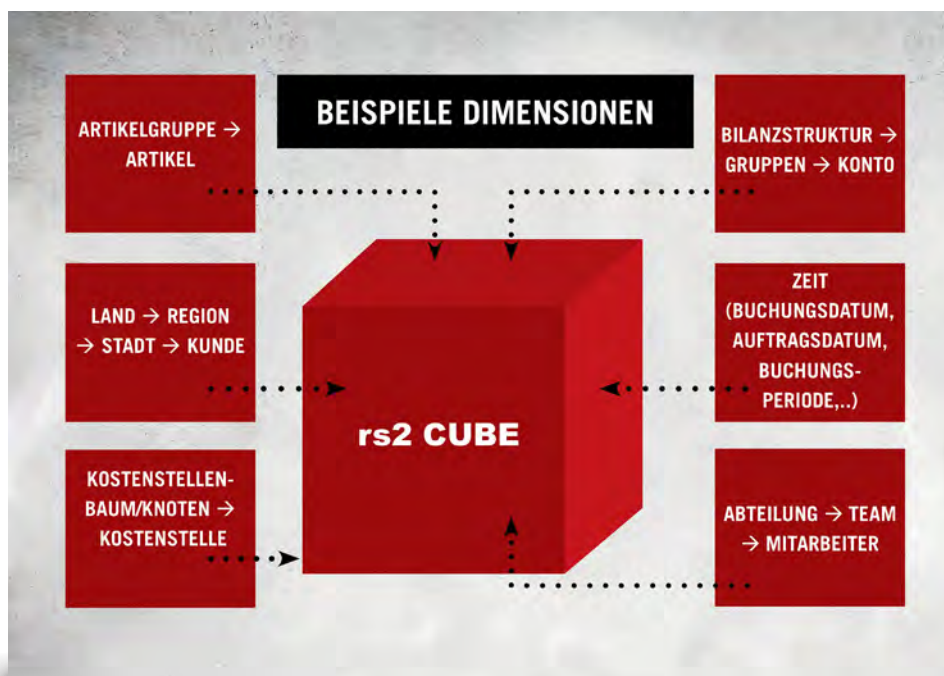 BEISPIELE DIMENSIONEN
ARTIKELGRUPPE →
ARTIKEL
LAND → REGION
→ STADT → KUNDE
KOSTENSTELLEN-
BAUM/KNOTEN →
KOSTENSTELLE
rs2 CUBE
BILANZSTRUKTUR →
GRUPPEN → KONTO
ZEIT
(BUCHUNGSDATUM,
AUFTRAGSDATUM,
BUCHUNGS-
PERIODE,..)
ABTEILUNG → TEAM
→ MITARBEITER